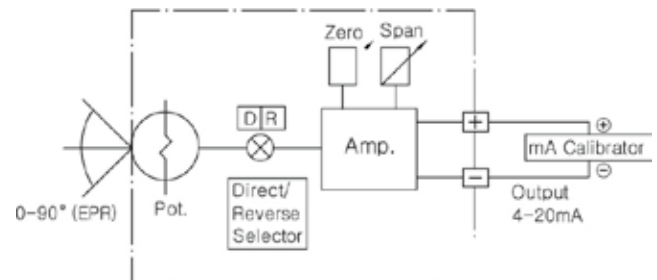 Zero Span
D R
Amp.
+
−
⊕
mA Calibrator
⊖
0-90° (EPR)
Pot.
Direct/
Reverse
Selector
Output
4-20mA